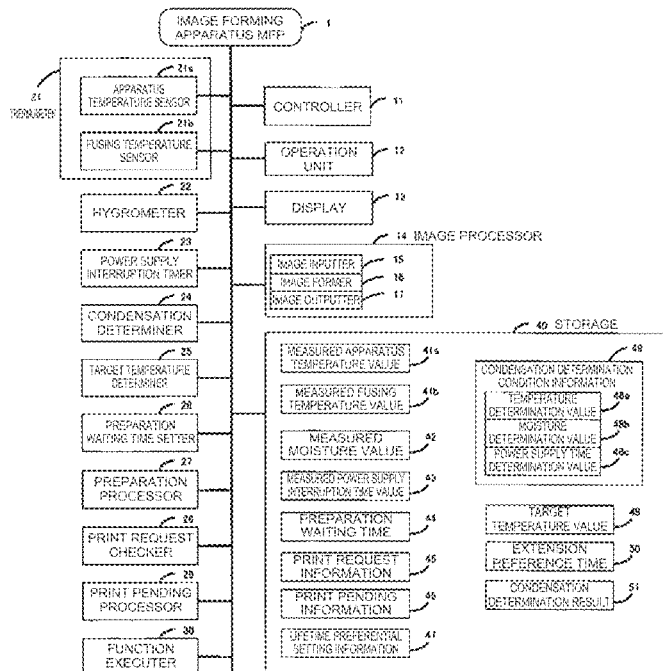 IMAGE FORMING
APPARATUS MFP
1
21
THERMOMETER
21a
APPARATUS
TEMPERATURE SENSOR
21b
FUSING TEMPERATURE
SENSOR
22
HYGROMETER
23
POWER SUPPLY
INTERRUPTION TIMER
24
CONDENSATION
DETERMINER
25
TARGET TEMPERATURE
DETERMINER
26
PREPARATION
WAITING TIME SETTER
27
PREPARATION
PROCESSOR
28
PRINT REQUEST
CHECKER
29
PRINT PENDING
PROCESSOR
30
FUNCTION
EXECUTER
CONTROLLER
11
OPERATION
UNIT
12
DISPLAY
13
14 IMAGE PROCESSOR
IMAGE INPUTTER
15
IMAGE FORMER
16
IMAGE OUTPUTTER
17
40 STORAGE
MEASURED APPARATUS
TEMPERATURE VALUE
41a
MEASURED FUSING
TEMPERATURE VALUE
41b
MEASURED
MOISTURE VALUE
42
MEASURED POWER SUPPLY
INTERRUPTION TIME VALUE
43
PREPARATION
WAITING TIME
44
PRINT REQUEST
INFORMATION
45
PRINT PENDING
INFORMATION
46
LIFETIME PREFERENTIAL
SETTING INFORMATION
47
48
CONDENSATION DETERMINATION
CONDITION INFORMATION
TEMPERATURE
DETERMINATION VALUE
48a
MOISTURE
DETERMINATION VALUE
48b
POWER SUPPLY TIME
DETERMINATION VALUE
48c
TARGET
TEMPERATURE VALUE
49
EXTENSION
REFERENCE TIME
50
CONDENSATION
DETERMINATION RESULT
51